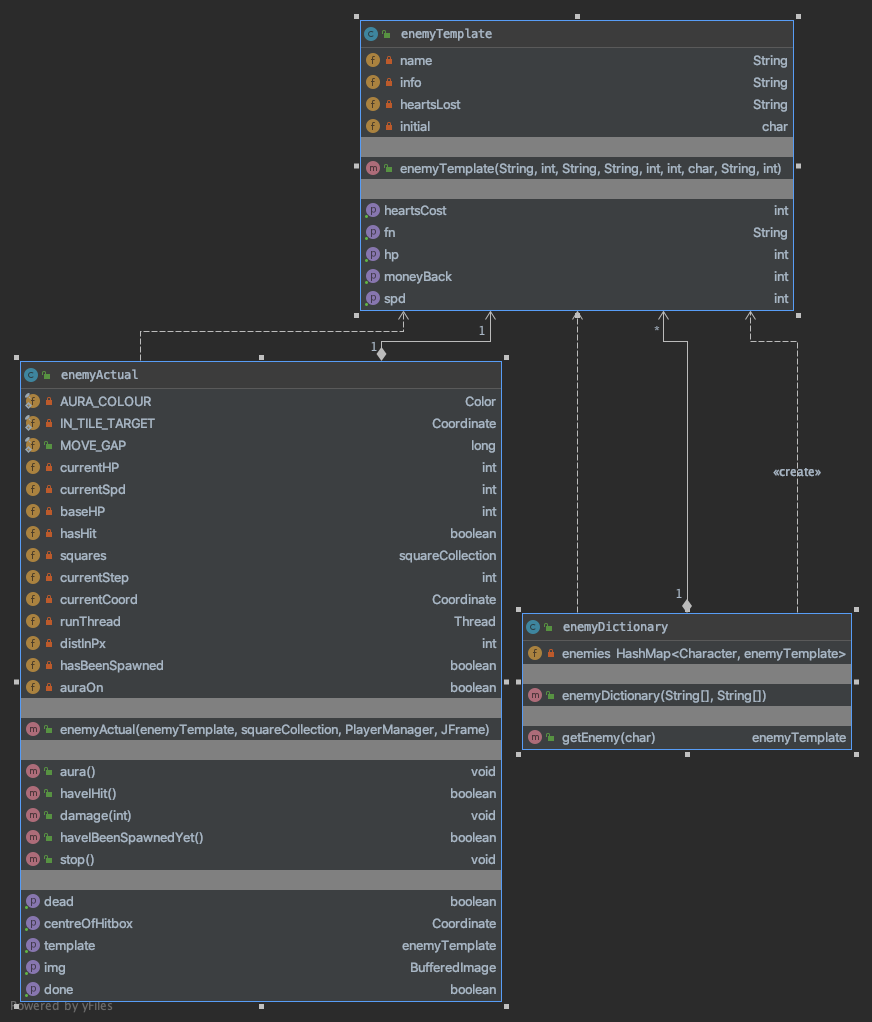 enemyTemplate
name String
info String
heartsLost String
initial char
enemyTemplate(String, int, String, String, int, int, char, String, int)
heartsCost int
fn String
hp int
moneyBack int
spd int
1
*
1
enemyActual
AURA_COLOUR Color
IN_TILE_TARGET Coordinate
MOVE_GAP long
currentHP int
«create»
currentSpd int
baseHP int
hasHit boolean
squares squareCollection
currentStep int
1
currentCoord Coordinate
runThread Thread
enemyDictionary
distInPx int
enemies HashMap<Character, enemyTemplate>
hasBeenSpawned boolean
auraOn boolean
enemyDictionary(String[], String[])
enemyActual(enemyTemplate, squareCollection, PlayerManager, JFrame)
getEnemy(char) enemyTemplate
aura() void
haveIHit() boolean
damage(int) void
haveIBeenSpawnedYet() boolean
stop() void
dead boolean
centreOfHitbox Coordinate
template enemyTemplate
img BufferedImage
done boolean
Powered by yFiles